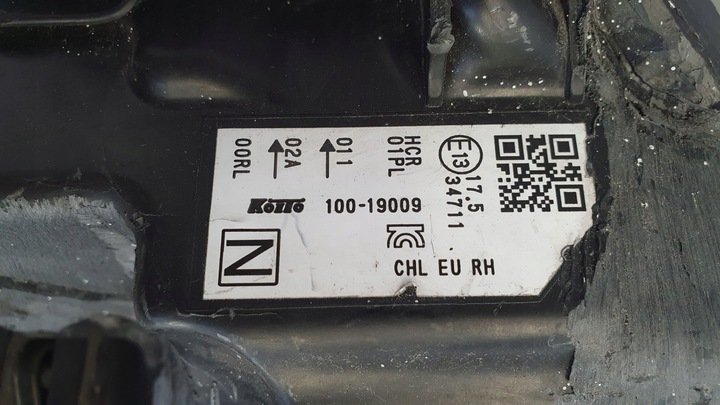 HCR
01PL
011
02A
00RL
E13
17.5
34711
KOITO 100-19009
N
CHL EU RH